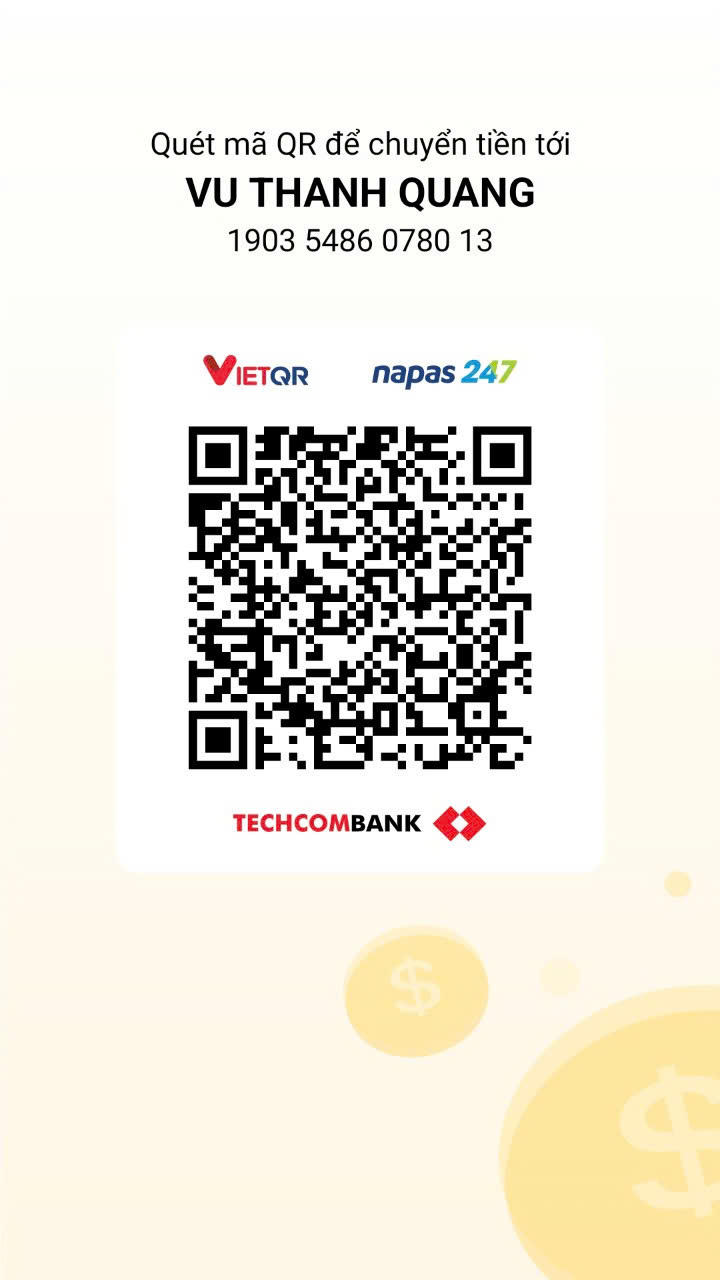 Quét mã QR để chuyển tiền tới
VU THANH QUANG
1903 5486 0780 13
VIETQR napas 247
TECHCOMBANK
$
$